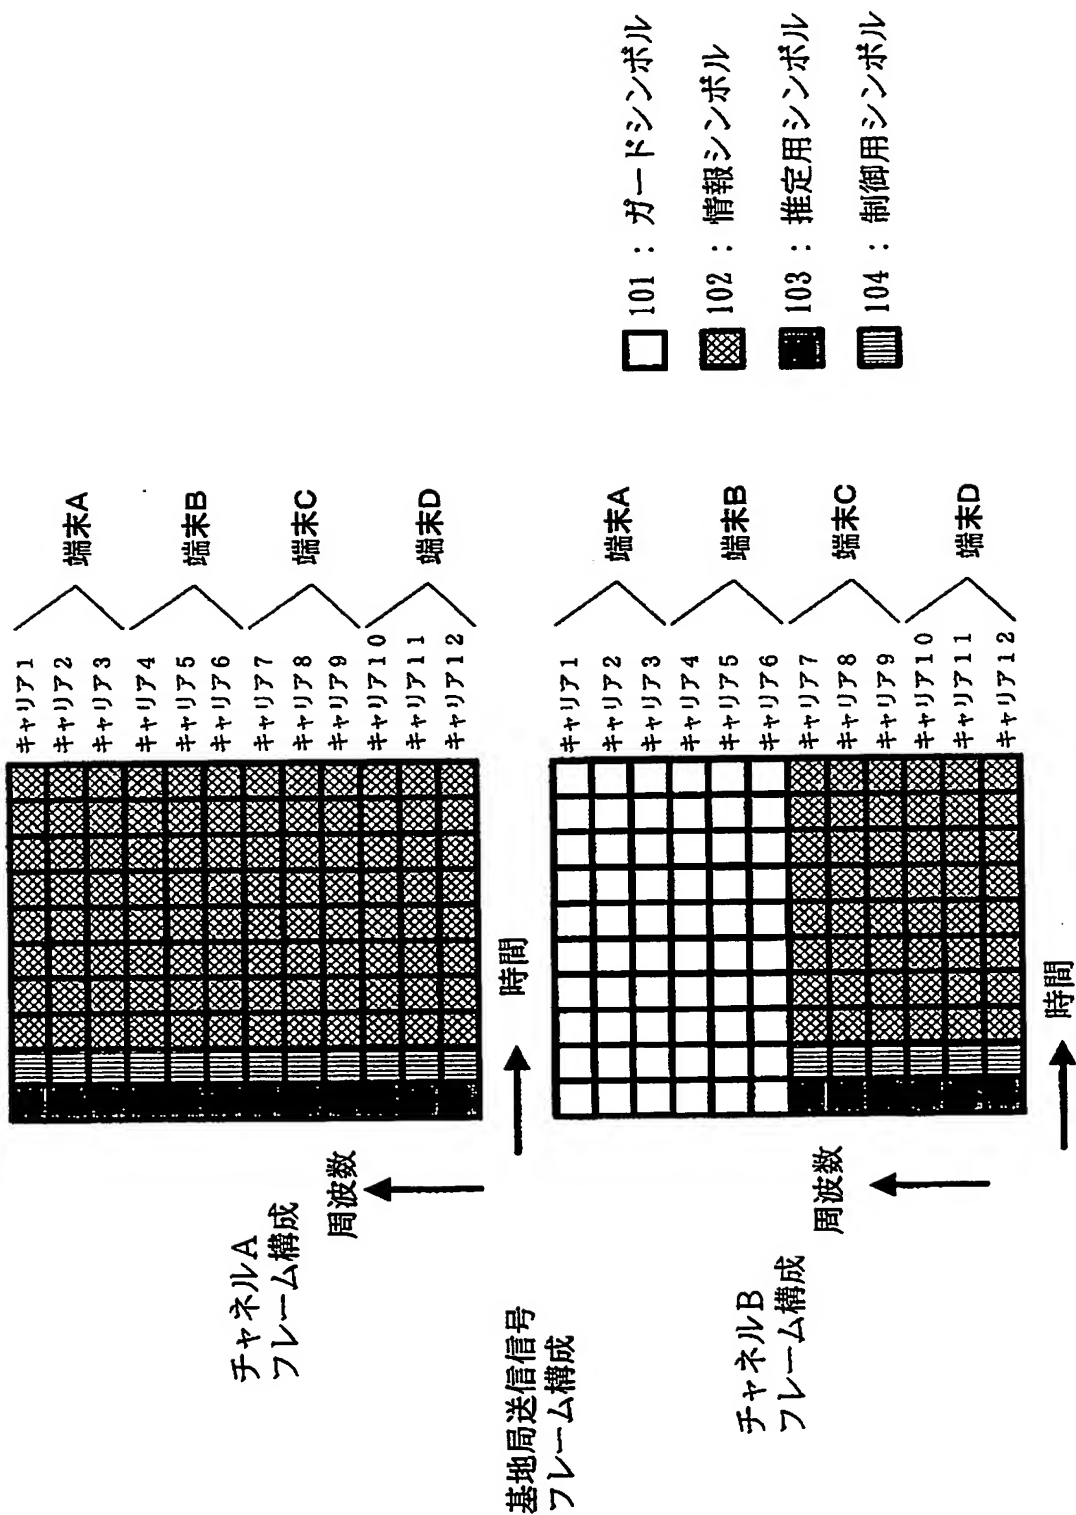 基地局送信信号
フレーム構成
チャネルA
フレーム構成
周波数
時間
キャリア1
キャリア2
キャリア3
キャリア4
キャリア5
キャリア6
キャリア7
キャリア8
キャリア9
キャリア10
キャリア11
キャリア12
端末A
端末B
端末C
端末D
チャネルB
フレーム構成
周波数
時間
キャリア1
キャリア2
キャリア3
キャリア4
キャリア5
キャリア6
キャリア7
キャリア8
キャリア9
キャリア10
キャリア11
キャリア12
端末A
端末B
端末C
端末D
101 : ガードシンボル
102 : 情報シンボル
103 : 推定用シンボル
104 : 制御用シンボル